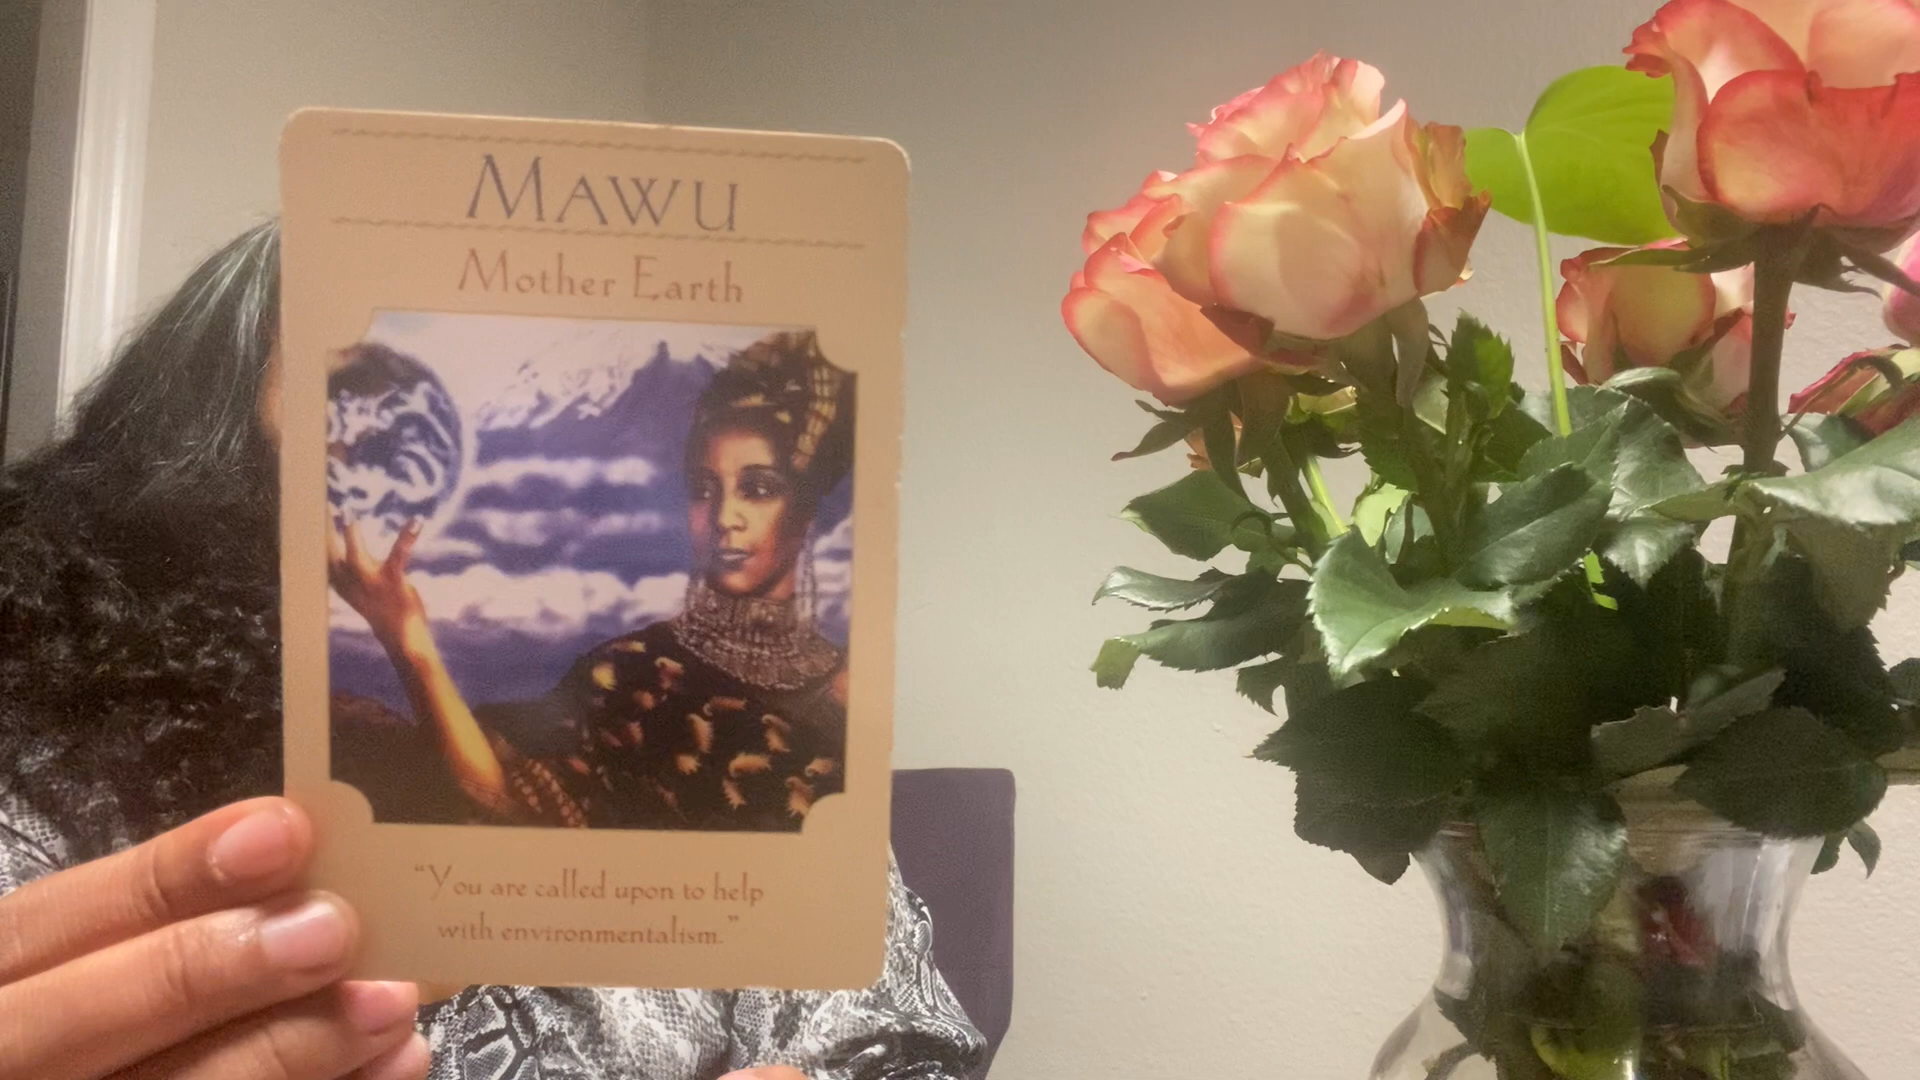 MAWU
Mother Earth
“You are called upon to help
with environmentalism.”